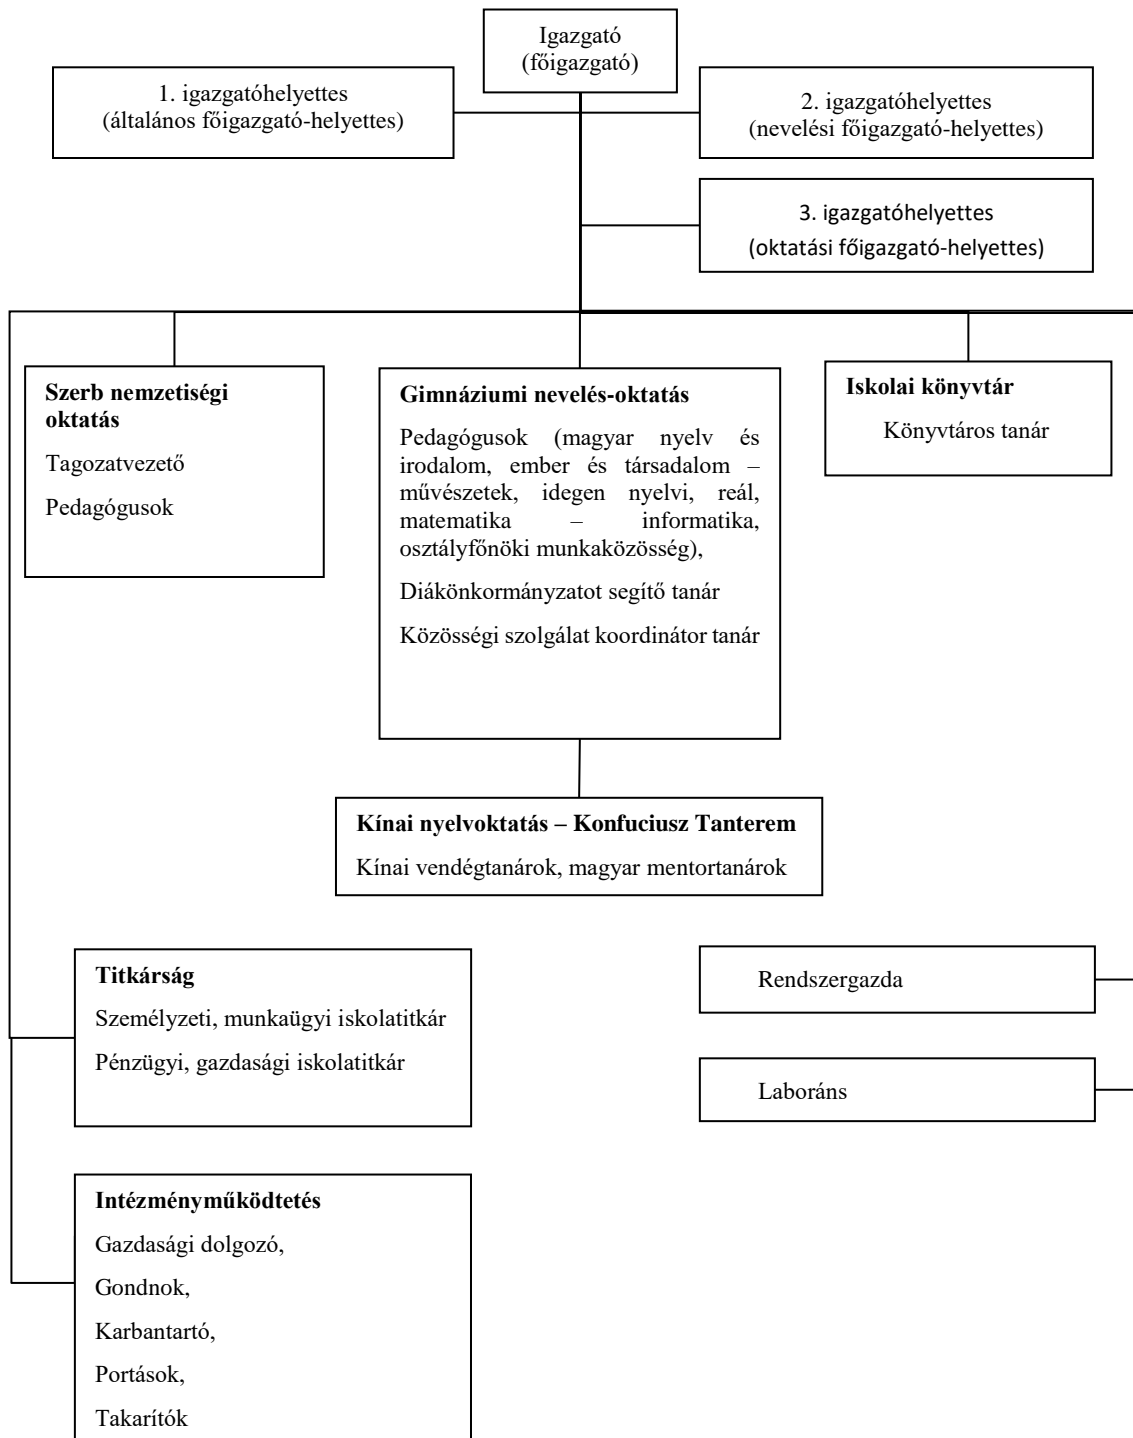 Igazgató
(főigazgató)
1. igazgatóhelyettes
(általános főigazgató-helyettes)
2. igazgatóhelyettes
(nevelési főigazgató-helyettes)
3. igazgatóhelyettes
(oktatási főigazgató-helyettes)
Szerb nemzetiségi
oktatás
Tagozatvezető
Pedagógusok
Gimnáziumi nevelés-oktatás
Pedagógusok (magyar nyelv és
irodalom, ember és társadalom –
művészetek, idegen nyelvi, reál,
matematika – informatika,
osztályfőnöki munkaközösség),
Diákönkormányzatot segítő tanár
Közösségi szolgálat koordinátor tanár
Iskolai könyvtár
Könyvtáros tanár
Kínai nyelvoktatás – Konfuciusz Tanterem
Kínai vendégtanárok, magyar mentortanárok
Titkárság
Személyzeti, munkaügyi iskolatitkár
Pénzügyi, gazdasági iskolatitkár
Rendszergazda
Laboráns
Intézményműködtetés
Gazdasági dolgozó,
Gondnok,
Karbantartó,
Portások,
Takarítók